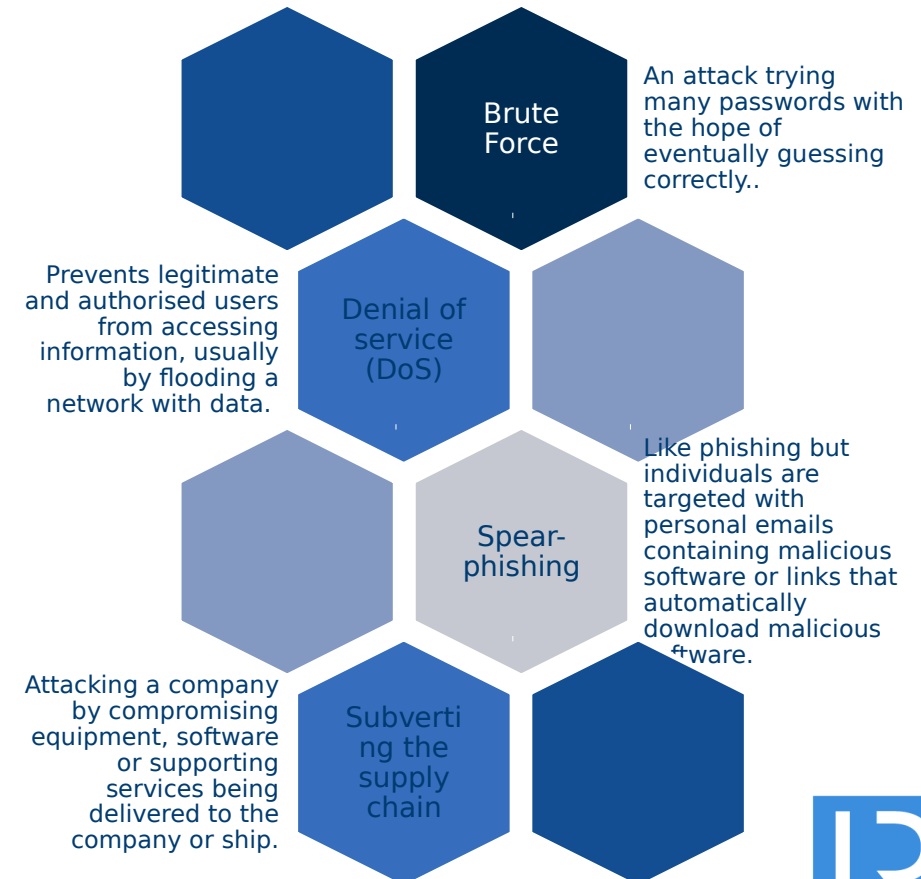 Brute
Force
An attack trying
many passwords with
the hope of
eventually guessing
correctly..
Prevents legitimate
and authorised users
from accessing
information, usually
by flooding a
network with data.
Denial of
service
(DoS)
Spear-
phishing
Like phishing but
individuals are
targeted with
personal emails
containing malicious
software or links that
automatically
download malicious
ftware.
Attacking a company
by compromising
equipment, software
or supporting
services being
delivered to the
company or ship.
Subverti
ng the
supply
chain